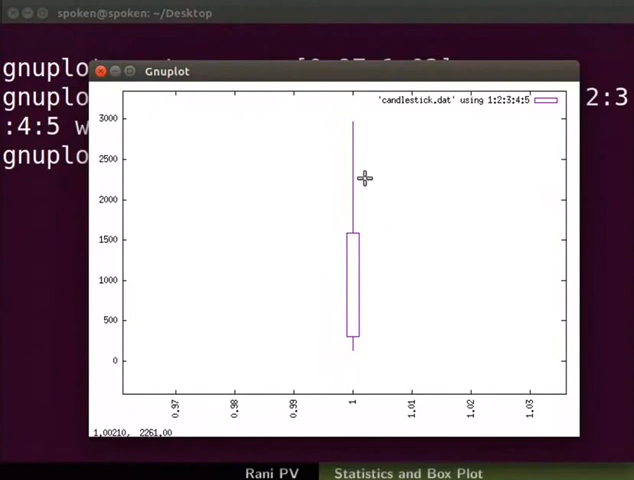 spoken@spoken: ~/Desktop
gnuplo
Gnuplot
gnuplo 2:3
:4:5 w
gnuplo
'candlestick.dat' using 1:2:3:4:5
3000
2500
2000
1500
1000
500
0
0.97
0.98
0.99
1
1.01
1.02
1.03
1.00210, 2261.00
Rani PV
Statistics and Box Plot